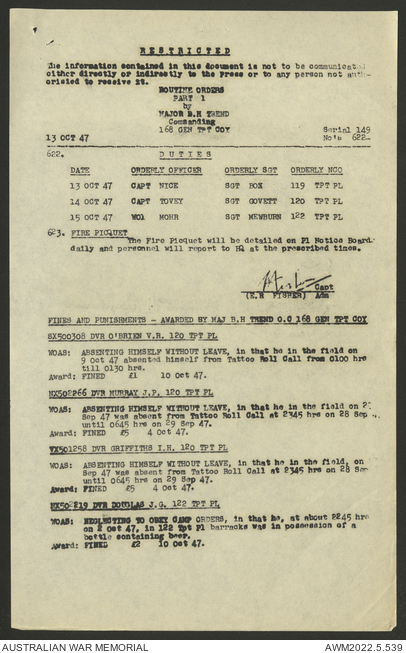 RESTRICTED
The information contained in this document is not to be communicated
either directly or indirectly to the Press or to any person not auth-
orisied to receive it.
ROUTINE ORDERS
PART 1
by
MAJOR B.H TREND
Commanding
168 GEN TPT COY
Serial 149
13 OCT 47
No's 622-
622. DUTIES
DATE ORDERLY OFFICER ORDERLY SGT ORDERLY NCO
13 OCT 47 CAPT NICE SGT BOX 119 TPT PL
14 OCT 47 CAPT TOVEY SGT GOVETT 120 TPT PL
15 OCT 47 WO1 MOHR SGT MEWBURN 122 TPT PL
623. FIRE PICQUET
The Fire Picquet will be detailed on Pl Notice Board
daily and personnel will report to HQ at the prescribed times.
Capt
(E.R FISHER) Adm
FINES AND PUNISHMENTS - AWARDED BY MAJ B.H TREND O.C 168 GEN TPT COY
SX500308 DVR O'BRIEN V.R. 120 TPT PL
WOAS: ABSENTING HIMSELF WITHOUT LEAVE, in that he in the field on
9 Oct 47 absented himself from Tattoo Roll Call from 0100 hrs
till 0130 hrs.
Award: FINED £1 10 Oct 47.
NX502266 DVR MURRAY J.P. 120 TPT PL
WOAS: ABSENTING HIMSELF WITHOUT LEAVE, in that he in the field on
Sep 47 was absent from Tattoo Roll Call at 2345 hrs on 28 Sep
until 0645 hrs on 29 Sep 47.
Award: FINED £5 4 Oct 47.
VX501258 DVR GRIFFITHS I.H. 120 TPT PL
WOAS: ABSENTING HIMSELF WITHOUT LEAVE, in that he in the field, on
Sep 47 was absent from Tattoo Roll Call at 2345 hrs on 28 Sep
until 0645 hrs on 29 Sep 47.
Award: FINED £5 4 Oct 47.
DVR DOUGLAS J.G. 122 TPT PL
WOAS: NEGLECTING TO OBEY CAMP ORDERS, in that he, at about 2245 hrs
on Oct 47, in 122 Tpt Pl barracks was in possession of a
bottle containing beer.
Award: FINED £2 10 Oct 47.
AUSTRALIAN WAR MEMORIAL
AWM2022.5.539